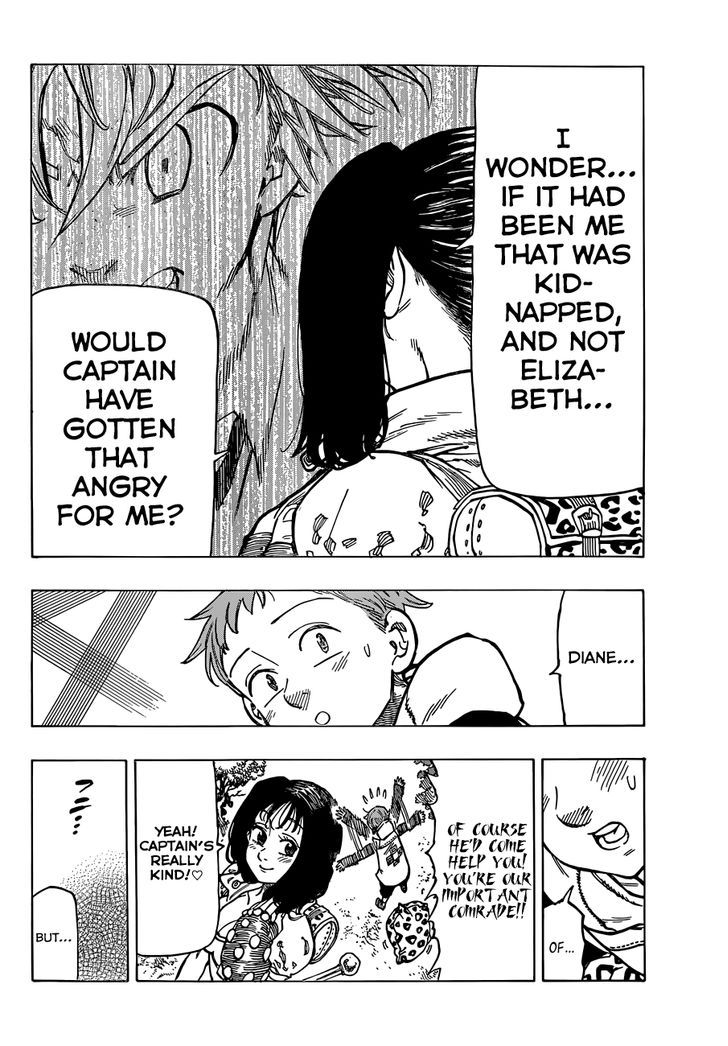 I
WONDER...
IF IT HAD
BEEN ME
THAT WAS
KID-
NAPPED,
AND NOT
ELIZA-
BETH...
WOULD
CAPTAIN
HAVE
GOTTEN
THAT
ANGRY
FOR ME?
DIANE...
OF...
OF COURSE
HE'D COME
HELP YOU!
YOU'RE OUR
IMPORTANT
COMRADE!!
YEAH!
CAPTAIN'S
REALLY
KIND!♡
BUT...